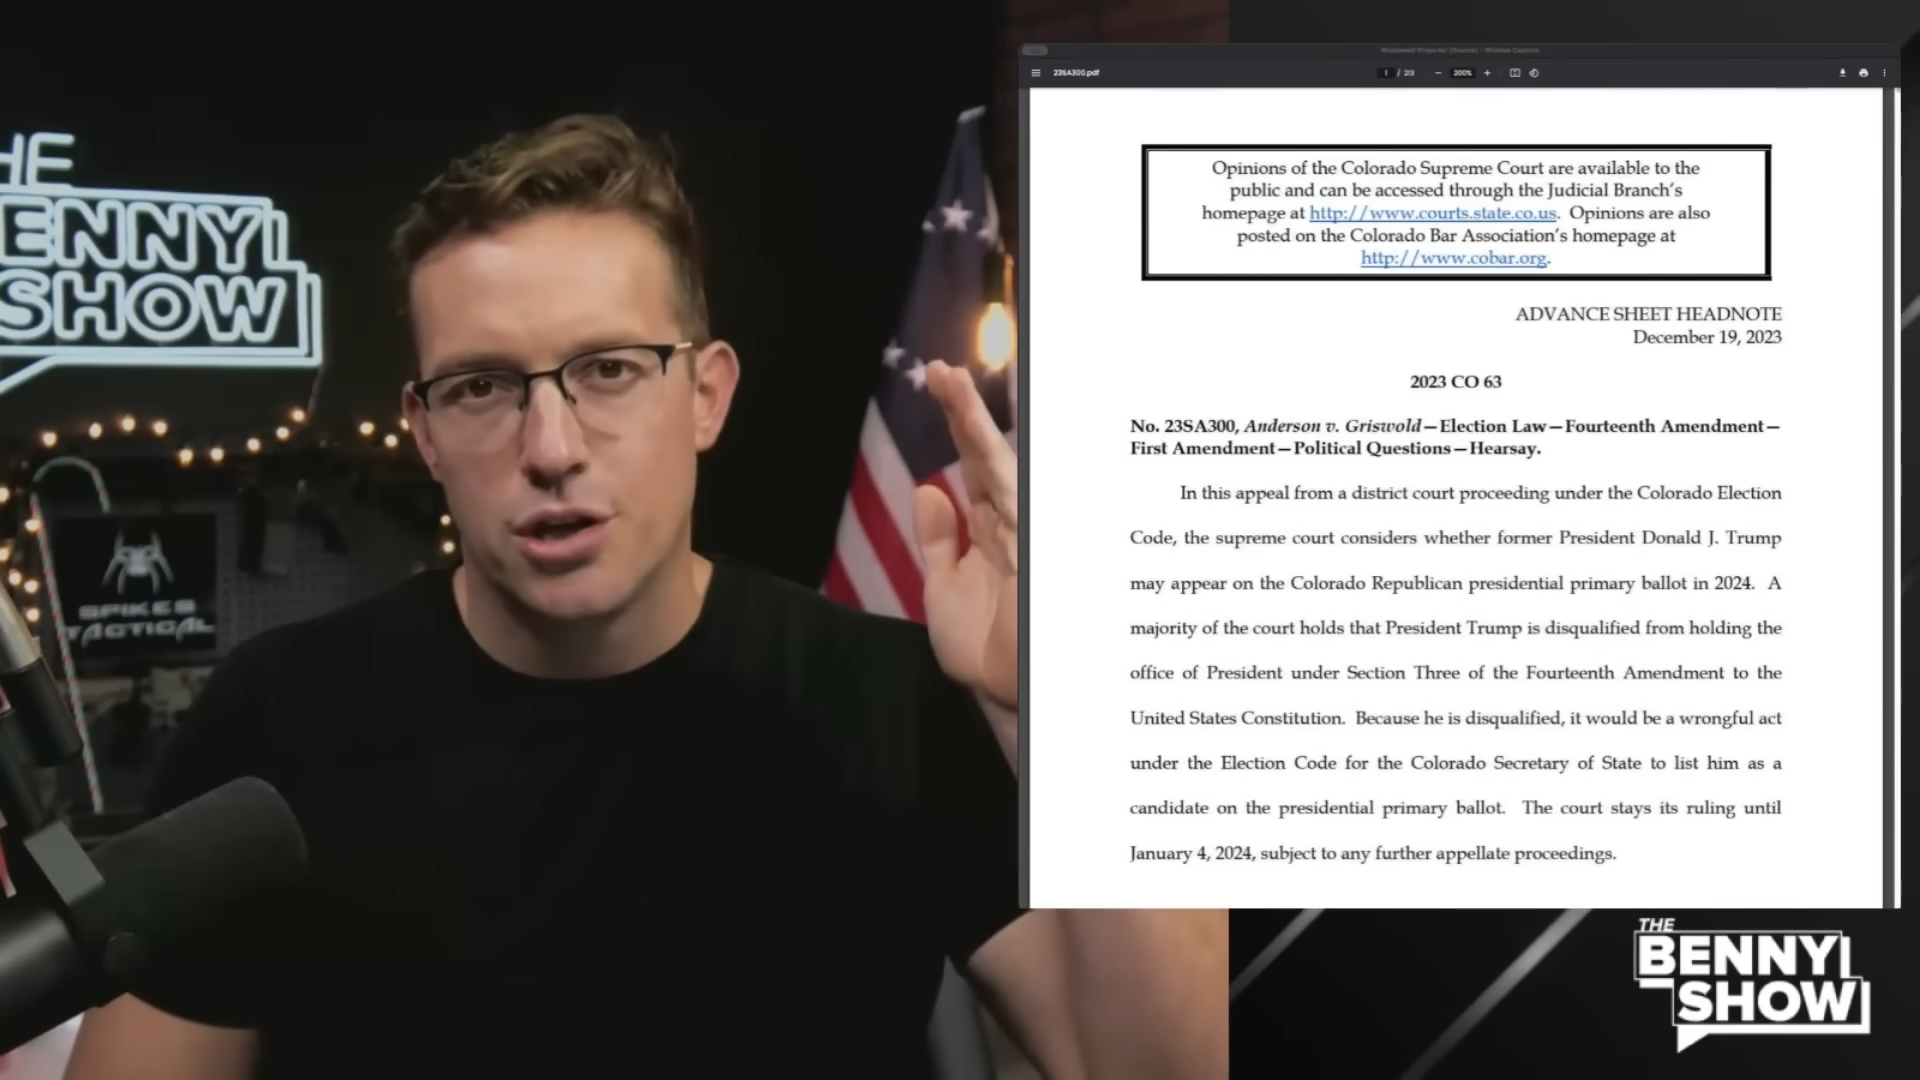 HE
ENNY
SHOW
SPIKES
TACTICAL
23SA300.pdf
1 / 213
200%
Opinions of the Colorado Supreme Court are available to the
public and can be accessed through the Judicial Branch's
homepage at http://www.courts.state.co.us. Opinions are also
posted on the Colorado Bar Association's homepage at
http://www.cobar.org.
ADVANCE SHEET HEADNOTE
December 19, 2023
2023 CO 63
No. 23SA300, Anderson v. Griswold—Election Law—Fourteenth Amendment—
First Amendment—Political Questions—Hearsay.
In this appeal from a district court proceeding under the Colorado Election
Code, the supreme court considers whether former President Donald J. Trump
may appear on the Colorado Republican presidential primary ballot in 2024. A
majority of the court holds that President Trump is disqualified from holding the
office of President under Section Three of the Fourteenth Amendment to the
United States Constitution. Because he is disqualified, it would be a wrongful act
under the Election Code for the Colorado Secretary of State to list him as a
candidate on the presidential primary ballot. The court stays its ruling until
January 4, 2024, subject to any further appellate proceedings.
THE
BENNY
SHOW